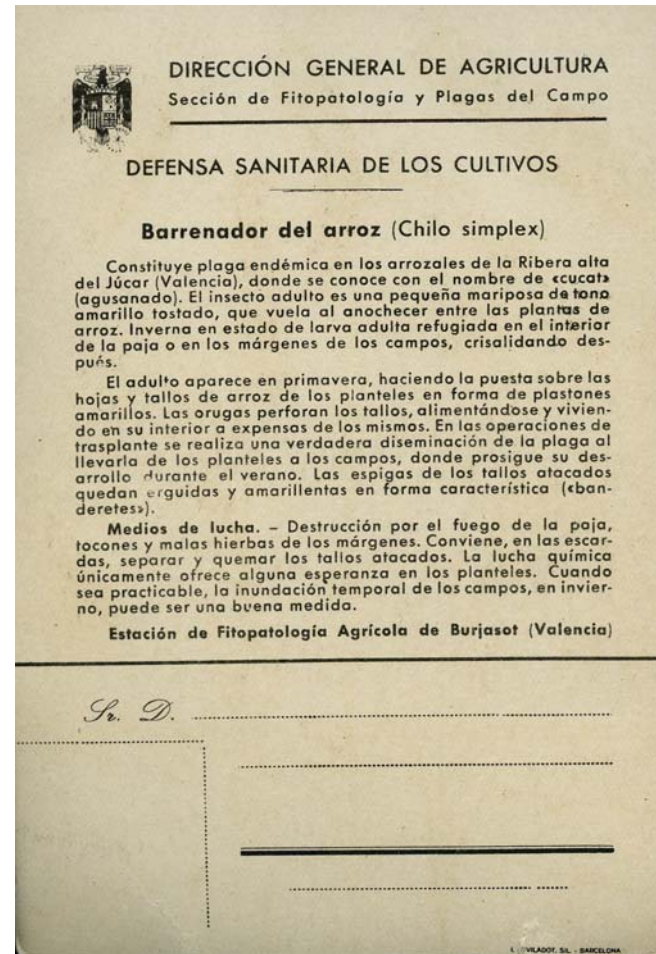 DIRECCIÓN GENERAL DE AGRICULTURA
Sección de Fitopatología y Plagas del Campo
DEFENSA SANITARIA DE LOS CULTIVOS
Barrenador del arroz (Chilo simplex)
Constituye plaga endémica en los arrozales de la Ribera alta
del Júcar (Valencia), donde se conoce con el nombre de «cucat»
(agusanado). El insecto adulto es una pequeña mariposa de tono
amarillo tostado, que vuela al anochecer entre las plantas de
arroz. Inverna en estado de larva adulta refugiada en el interior
de la paja o en los márgenes de los campos, crisalidando des-
pués.
El adulto aparece en primavera, haciendo la puesta sobre las
hojas y tallos de arroz de los planteles en forma de plastones
amarillos. Las orugas perforan los tallos, alimentándose y vivien-
do en su interior a expensas de los mismos. En las operaciones de
trasplante se realiza una verdadera diseminación de la plaga al
llevarla de los planteles a los campos, donde prosigue su des-
arrollo durante el verano. Las espigas de los tallos atacados
quedan erguidas y amarillentas en forma característica («ban-
deretes»).
Medios de lucha. – Destrucción por el fuego de la paja,
tocones y malas hierbas de los márgenes. Conviene, en las escar-
das, separar y quemar los tallos atacados. La lucha química
únicamente ofrece alguna esperanza en los planteles. Cuando
sea practicable, la inundación temporal de los campos, en invier-
no, puede ser una buena medida.
Estación de Fitopatología Agrícola de Burjasot (Valencia)
Sr. D.
S/L. - BARCELONA